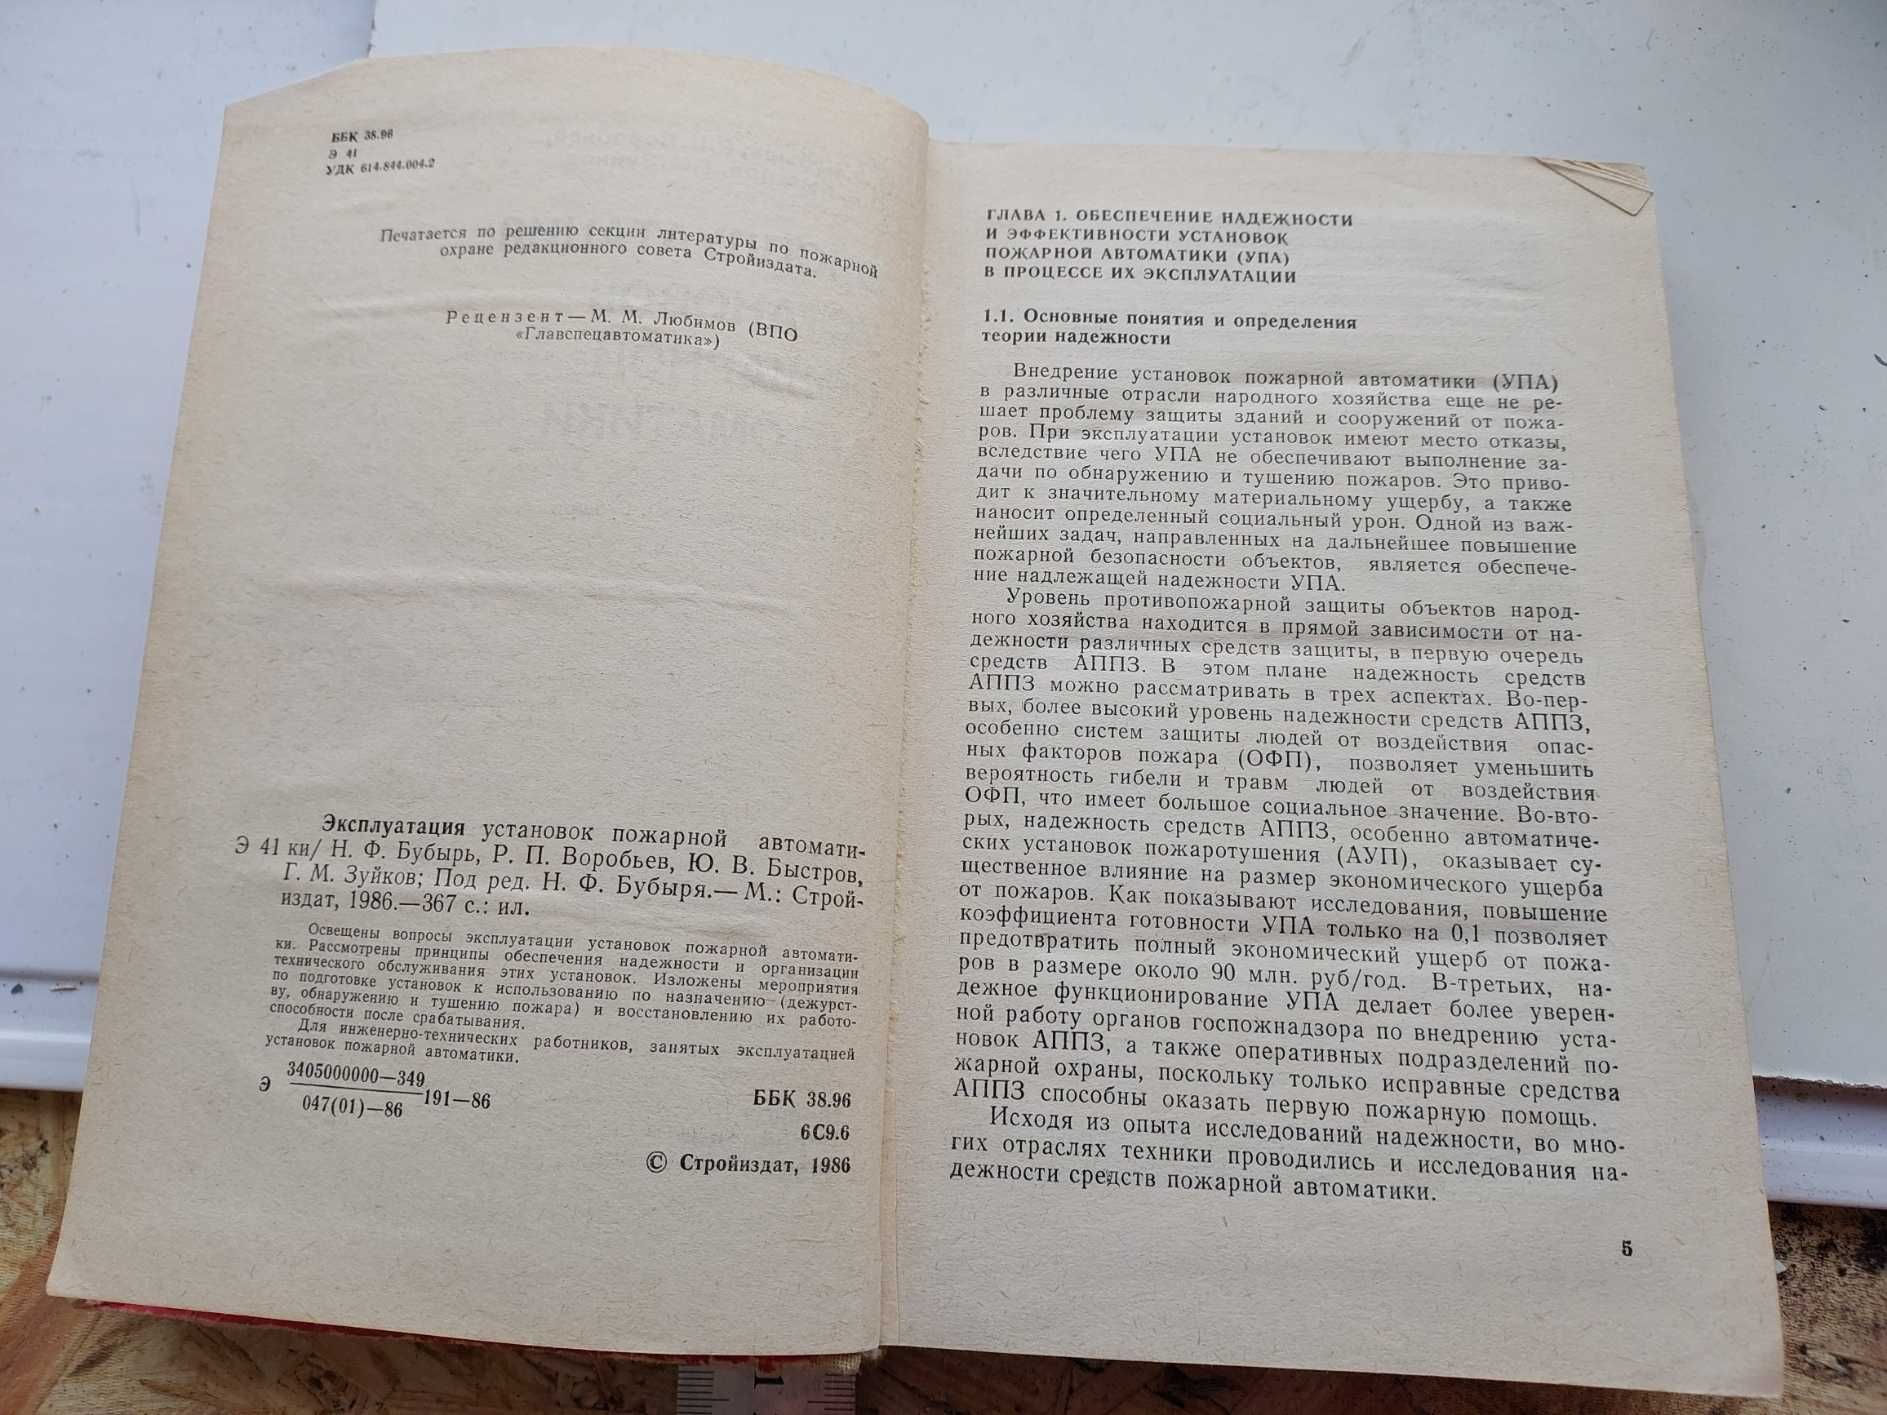 ББК 38.96
Э 41
УДК 614.844.004.2
Печатается по решению секции литературы по пожарной
охране редакционного совета Стройиздата.
Рецензент — М. М. Любимов (ВПО
«Главспецавтоматика»)
Эксплуатация установок пожарной автомати-
Э 41 ки/ Н. Ф. Бубырь, Р. П. Воробьев, Ю. В. Быстров,
Г. М. Зуйков; Под ред. Н. Ф. Бубыря.— М.: Строй-
издат, 1986.—367 с.: ил.
Освещены вопросы эксплуатации установок пожарной автомати-
ки. Рассмотрены принципы обеспечения надежности и организации
технического обслуживания этих установок. Изложены мероприятия
по подготовке установок к использованию по назначению (дежурст-
ву, обнаружению и тушению пожара) и восстановлению их работо-
способности после срабатывания.
Для инженерно-технических работников, занятых эксплуатацией
установок пожарной автоматики.
3405000000—349
Э 191—86
047(01)—86
ББК 38.96
6С9.6
© Стройиздат, 1986
ГЛАВА 1. ОБЕСПЕЧЕНИЕ НАДЕЖНОСТИ
И ЭФФЕКТИВНОСТИ УСТАНОВОК
ПОЖАРНОЙ АВТОМАТИКИ (УПА)
В ПРОЦЕССЕ ИХ ЭКСПЛУАТАЦИИ
1.1. Основные понятия и определения
теории надежности
Внедрение установок пожарной автоматики (УПА)
в различные отрасли народного хозяйства еще не ре-
шает проблему защиты зданий и сооружений от пожа-
ров. При эксплуатации установок имеют место отказы,
вследствие чего УПА не обеспечивают выполнение за-
дачи по обнаружению и тушению пожаров. Это приво-
дит к значительному материальному ущербу, а также
наносит определенный социальный урон. Одной из важ-
нейших задач, направленных на дальнейшее повышение
пожарной безопасности объектов, является обеспече-
ние надлежащей надежности УПА.
Уровень противопожарной защиты объектов народ-
ного хозяйства находится в прямой зависимости от на-
дежности различных средств защиты, в первую очередь
средств АППЗ. В этом плане надежность средств
АППЗ можно рассматривать в трех аспектах. Во-пер-
вых, более высокий уровень надежности средств АППЗ,
особенно систем защиты людей от воздействия опас-
ных факторов пожара (ОФП), позволяет уменьшить
вероятность гибели и травм людей от воздействия
ОФП, что имеет большое социальное значение. Во-вто-
рых, надежность средств АППЗ, особенно автоматиче-
ских установок пожаротушения (АУП), оказывает су-
щественное влияние на размер экономического ущерба
от пожаров. Как показывают исследования, повышение
коэффициента готовности УПА только на 0,1 позволяет
предотвратить полный экономический ущерб от пожа-
ров в размере около 90 млн. руб/год. В-третьих, на-
дежное функционирование УПА делает более уверен-
ной работу органов госпожнадзора по внедрению уста-
новок АППЗ, а также оперативных подразделений по-
жарной охраны, поскольку только исправные средства
АППЗ способны оказать первую пожарную помощь.
Исходя из опыта исследований надежности, во мно-
гих отраслях техники проводились и исследования на-
дежности средств пожарной автоматики.
5
1